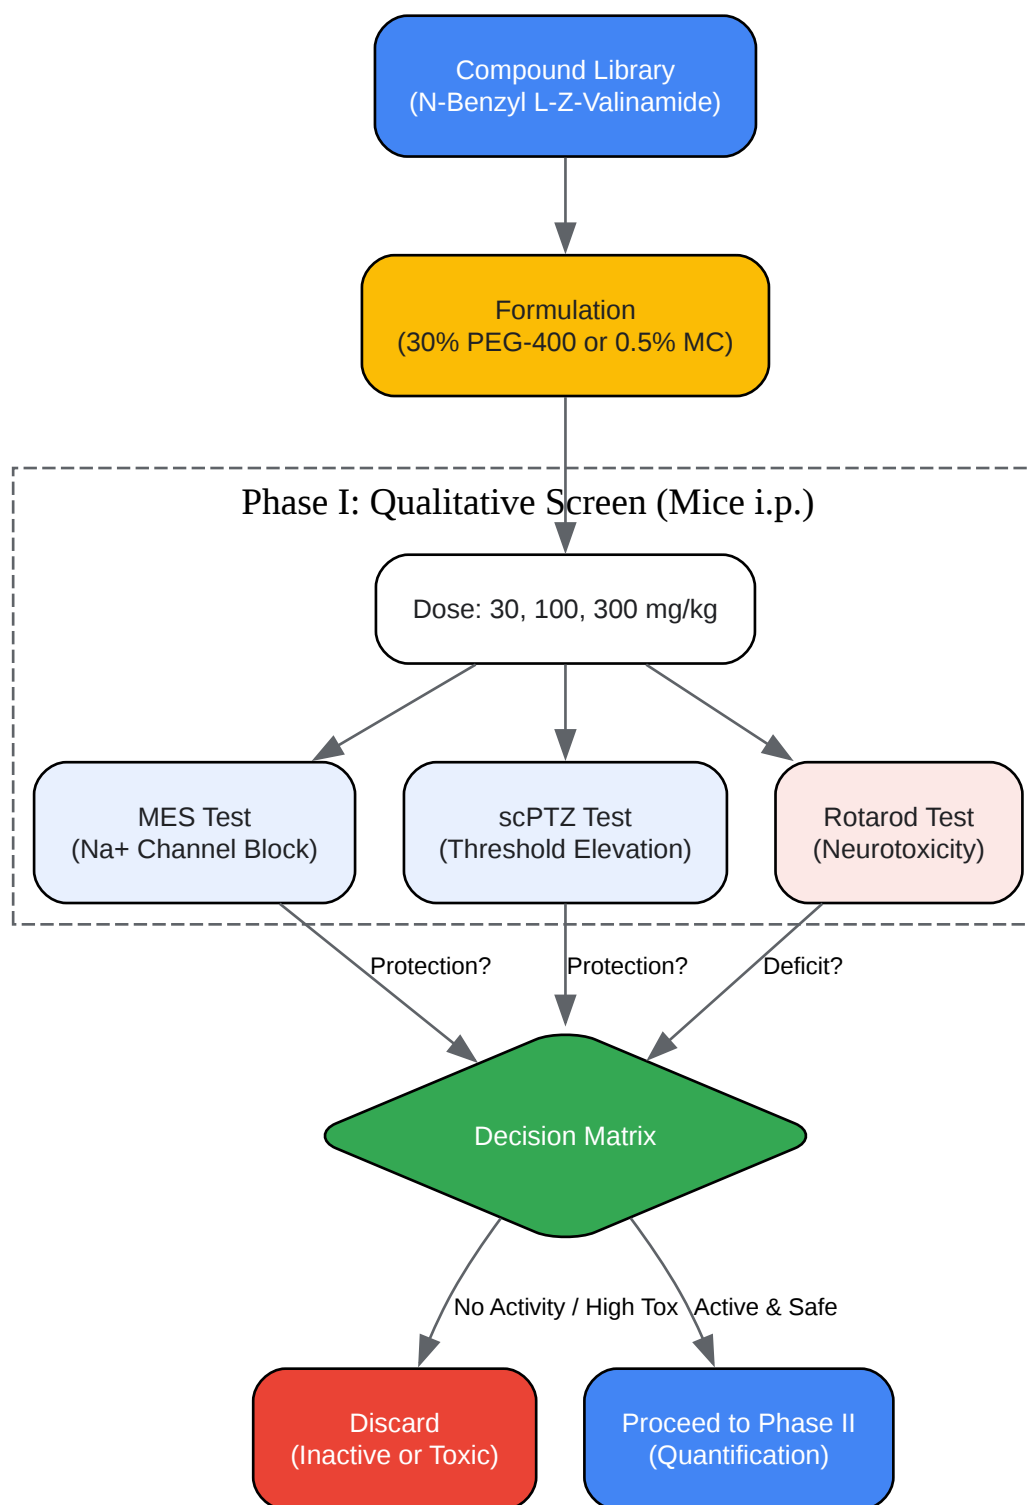 Compound Library
(N-Benzyl L-Z-Valinamide)
Formulation
(30% PEG-400 or 0.5% MC)
Phase I: Qualitative Screen (Mice i.p.)
Dose: 30, 100, 300 mg/kg
MES Test
(Na+ Channel Block)
scPTZ Test
(Threshold Elevation)
Rotarod Test
(Neurotoxicity)
Protection?
Protection?
Deficit?
Decision Matrix
No Activity / High Tox
Active & Safe
Discard
(Inactive or Toxic)
Proceed to Phase II
(Quantification)